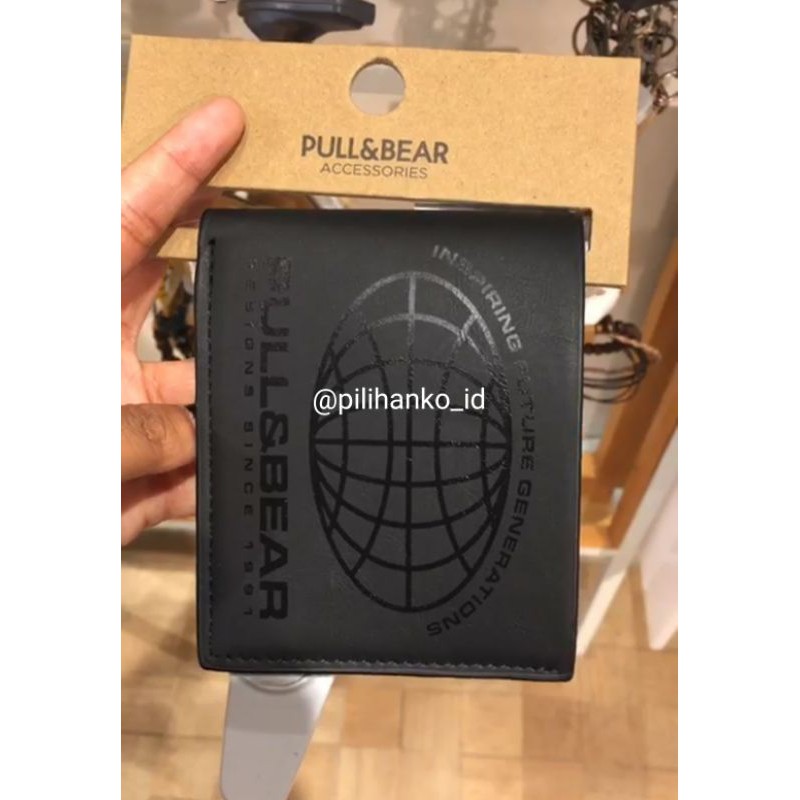 PULL&BEAR
ACCESSORIES
INSPIRING FUTURE GENERATIONS
@pilihanko_id
PULL&BEAR
DESIGNS SINCE 1991